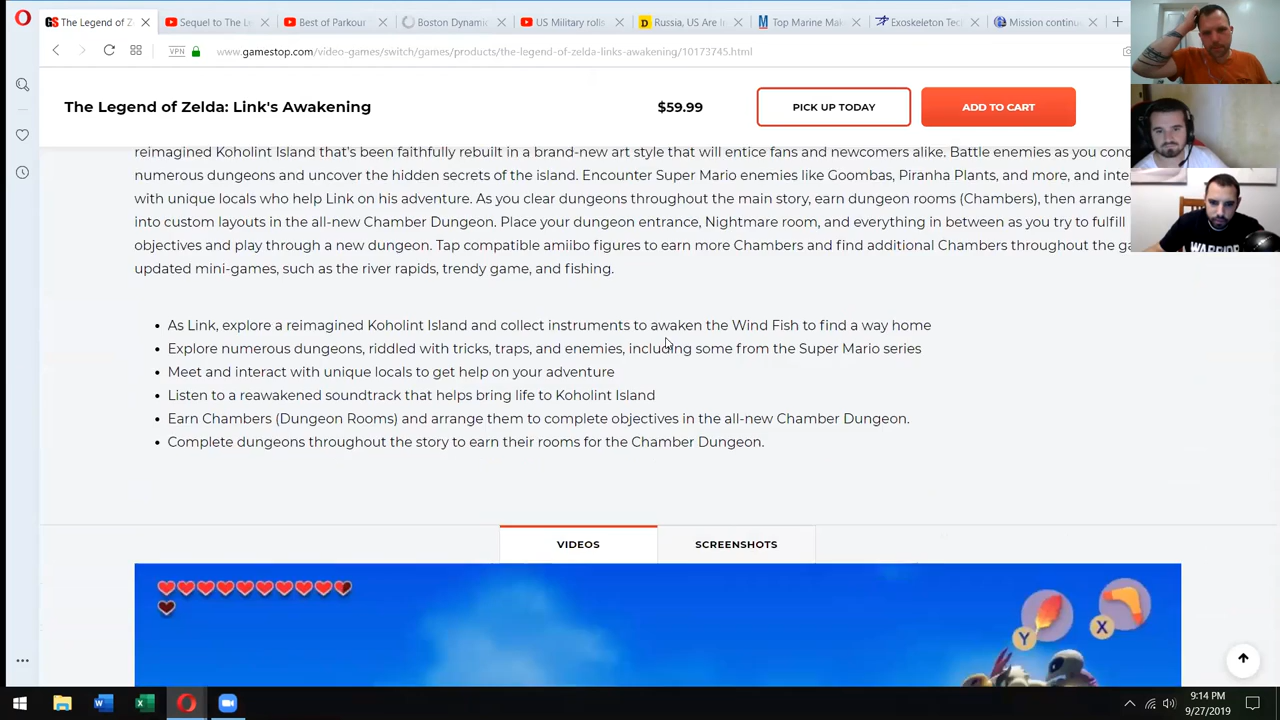 The Legend of Z
Sequel to The Le
Best of Parkour
Boston Dynamic
US Military rolls
Russia, US Are In
Top Marine Mak
Exoskeleton Tec
Mission continu
VPN
www.gamestop.com/video-games/switch/games/products/the-legend-of-zelda-links-awakening/10173745.html
The Legend of Zelda: Link's Awakening
$59.99
PICK UP TODAY
ADD TO CART
reimagined Koholint Island that's been faithfully rebuilt in a brand-new art style that will entice fans and newcomers alike. Battle enemies as you conq
numerous dungeons and uncover the hidden secrets of the island. Encounter Super Mario enemies like Goombas, Piranha Plants, and more, and inte
with unique locals who help Link on his adventure. As you clear dungeons throughout the main story, earn dungeon rooms (Chambers), then arrange
into custom layouts in the all-new Chamber Dungeon. Place your dungeon entrance, Nightmare room, and everything in between as you try to fulfill
objectives and play through a new dungeon. Tap compatible amiibo figures to earn more Chambers and find additional Chambers throughout the ga
updated mini-games, such as the river rapids, trendy game, and fishing.
• As Link, explore a reimagined Koholint Island and collect instruments to awaken the Wind Fish to find a way home
• Explore numerous dungeons, riddled with tricks, traps, and enemies, including some from the Super Mario series
• Meet and interact with unique locals to get help on your adventure
• Listen to a reawakened soundtrack that helps bring life to Koholint Island
• Earn Chambers (Dungeon Rooms) and arrange them to complete objectives in the all-new Chamber Dungeon.
• Complete dungeons throughout the story to earn their rooms for the Chamber Dungeon.
VIDEOS
SCREENSHOTS
Y
X
WARRIOR
9:14 PM
9/27/2019